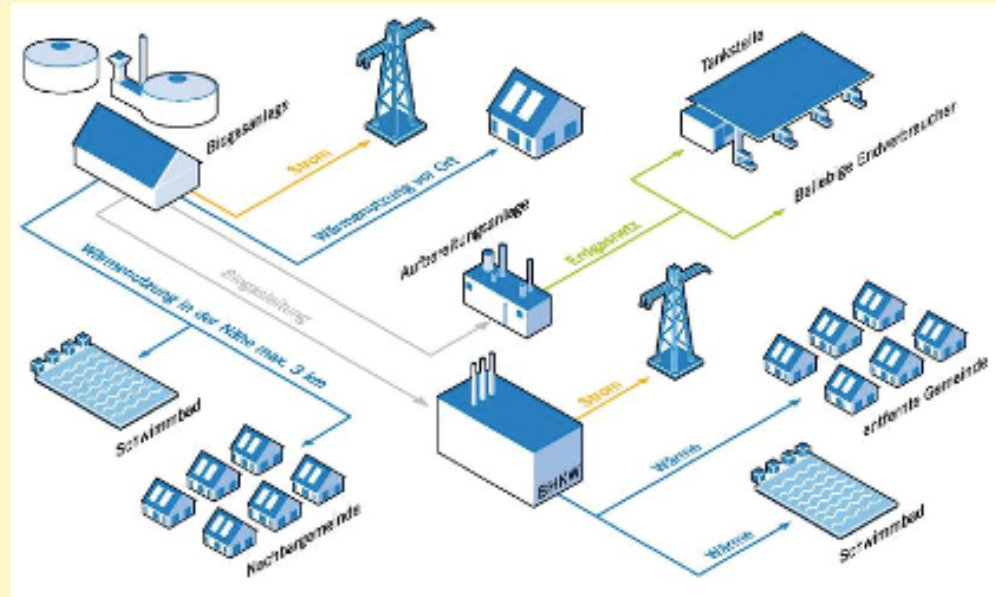 Biogasanlage
Strom
Wärmenutzung vor Ort
Tankstelle
Beliebige Endverbraucher
Aufbereitungsanlage
Erdgasnetz
Biogasleitung
Wärmenutzung in der Nähe max. 3 km
Schwimmbad
Nachbargemeinde
BHKW
Strom
Wärme
entfernte Gemeinde
Wärme
Schwimmbad